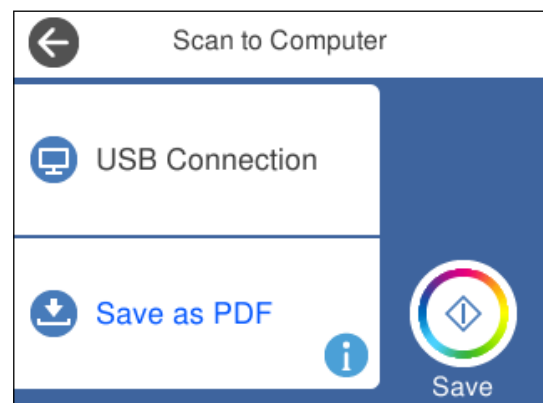 Scan to Computer
USB Connection
Save as PDF
i
Save